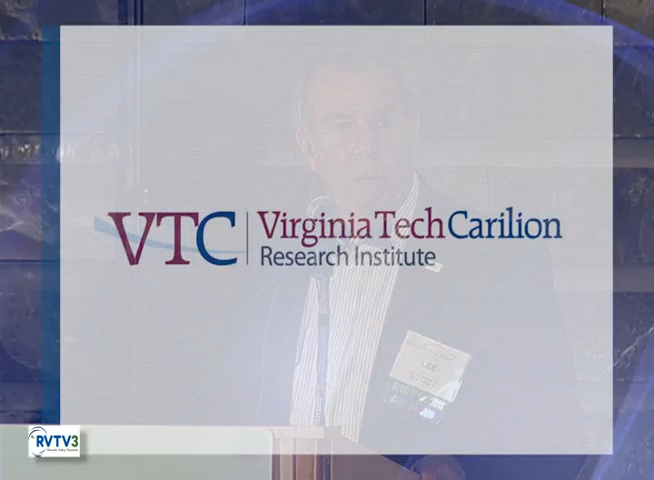 VTC
Virginia Tech Carilion
Research Institute
LEE
RVTV3